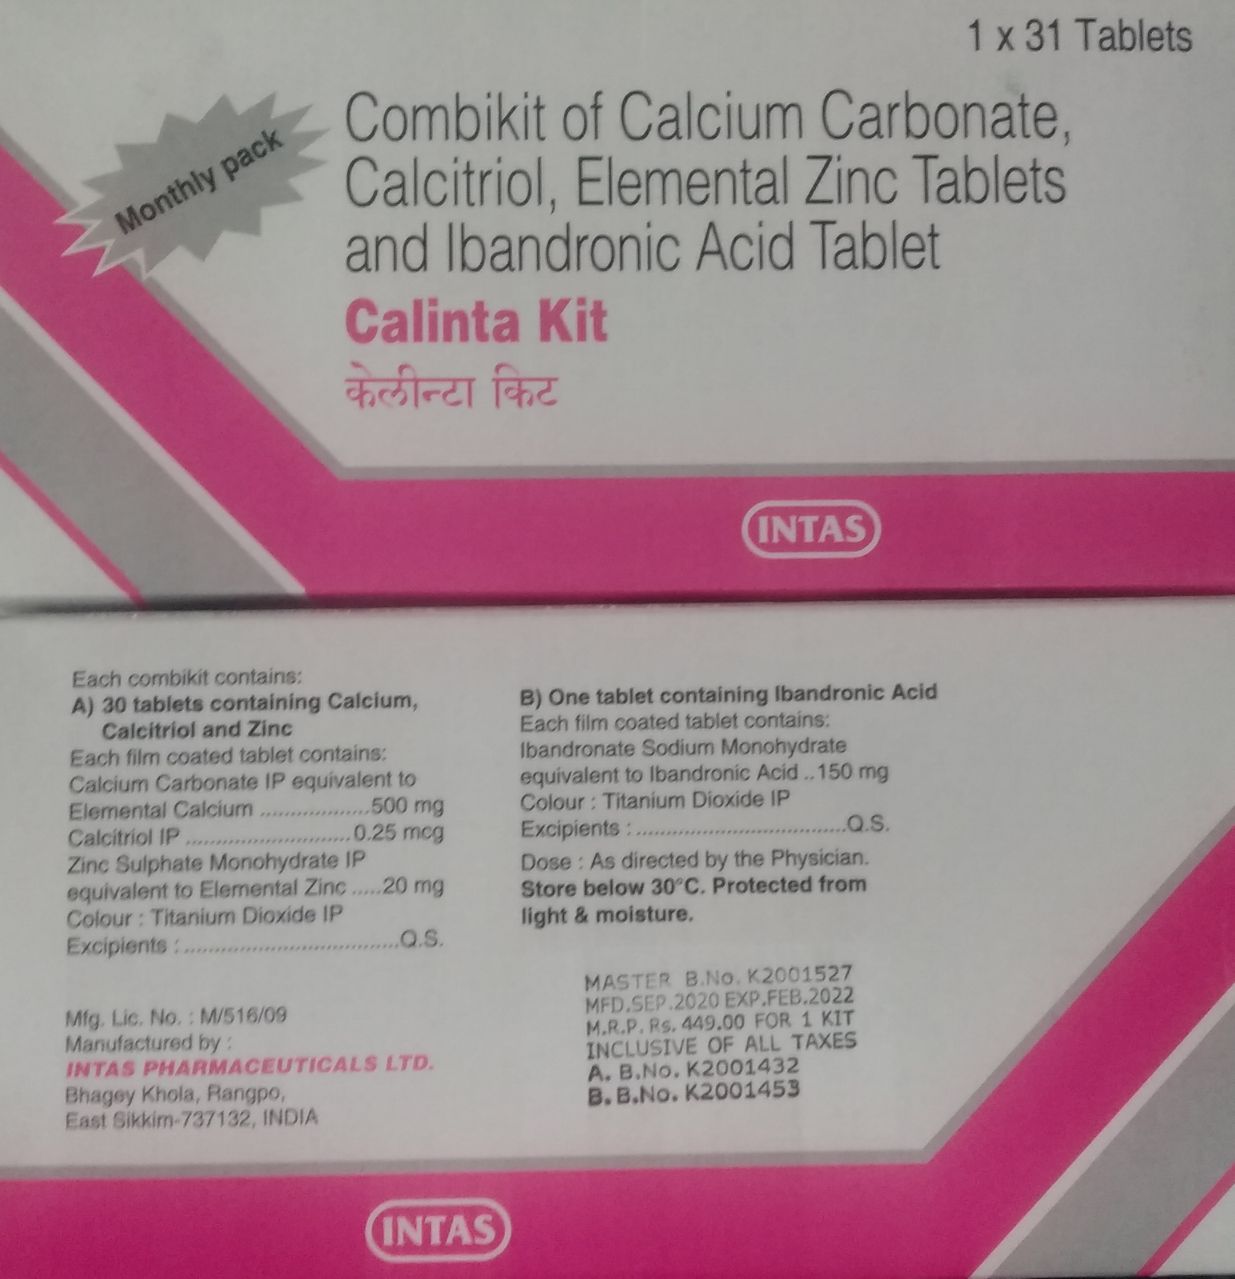 1 x 31 Tablets
Monthly pack
Combikit of Calcium Carbonate,
Calcitriol, Elemental Zinc Tablets
and Ibandronic Acid Tablet
Calinta Kit
केलीन्टा किट
INTAS
Each combikit contains:
A) 30 tablets containing Calcium,
Calcitriol and Zinc
Each film coated tablet contains:
Calcium Carbonate IP equivalent to
Elemental Calcium ..................500 mg
Calcitriol IP ...........................0.25 mcg
Zinc Sulphate Monohydrate IP
equivalent to Elemental Zinc .....20 mg
Colour : Titanium Dioxide IP
Excipients : ...................................Q.S.
Mfg. Lic. No. : M/516/09
Manufactured by :
INTAS PHARMACEUTICALS LTD.
Bhagey Khola, Rangpo,
East Sikkim-737132, INDIA
B) One tablet containing Ibandronic Acid
Each film coated tablet contains:
Ibandronate Sodium Monohydrate
equivalent to Ibandronic Acid ..150 mg
Colour : Titanium Dioxide IP
Excipients : ..................................Q.S.
Dose : As directed by the Physician.
Store below 30°C. Protected from
light & moisture.
MASTER B.No. K2001527
MFD.SEP.2020 EXP.FEB.2022
M.R.P. Rs. 449.00 FOR 1 KIT
INCLUSIVE OF ALL TAXES
A. B.No. K2001432
B. B.No. K2001453
INTAS